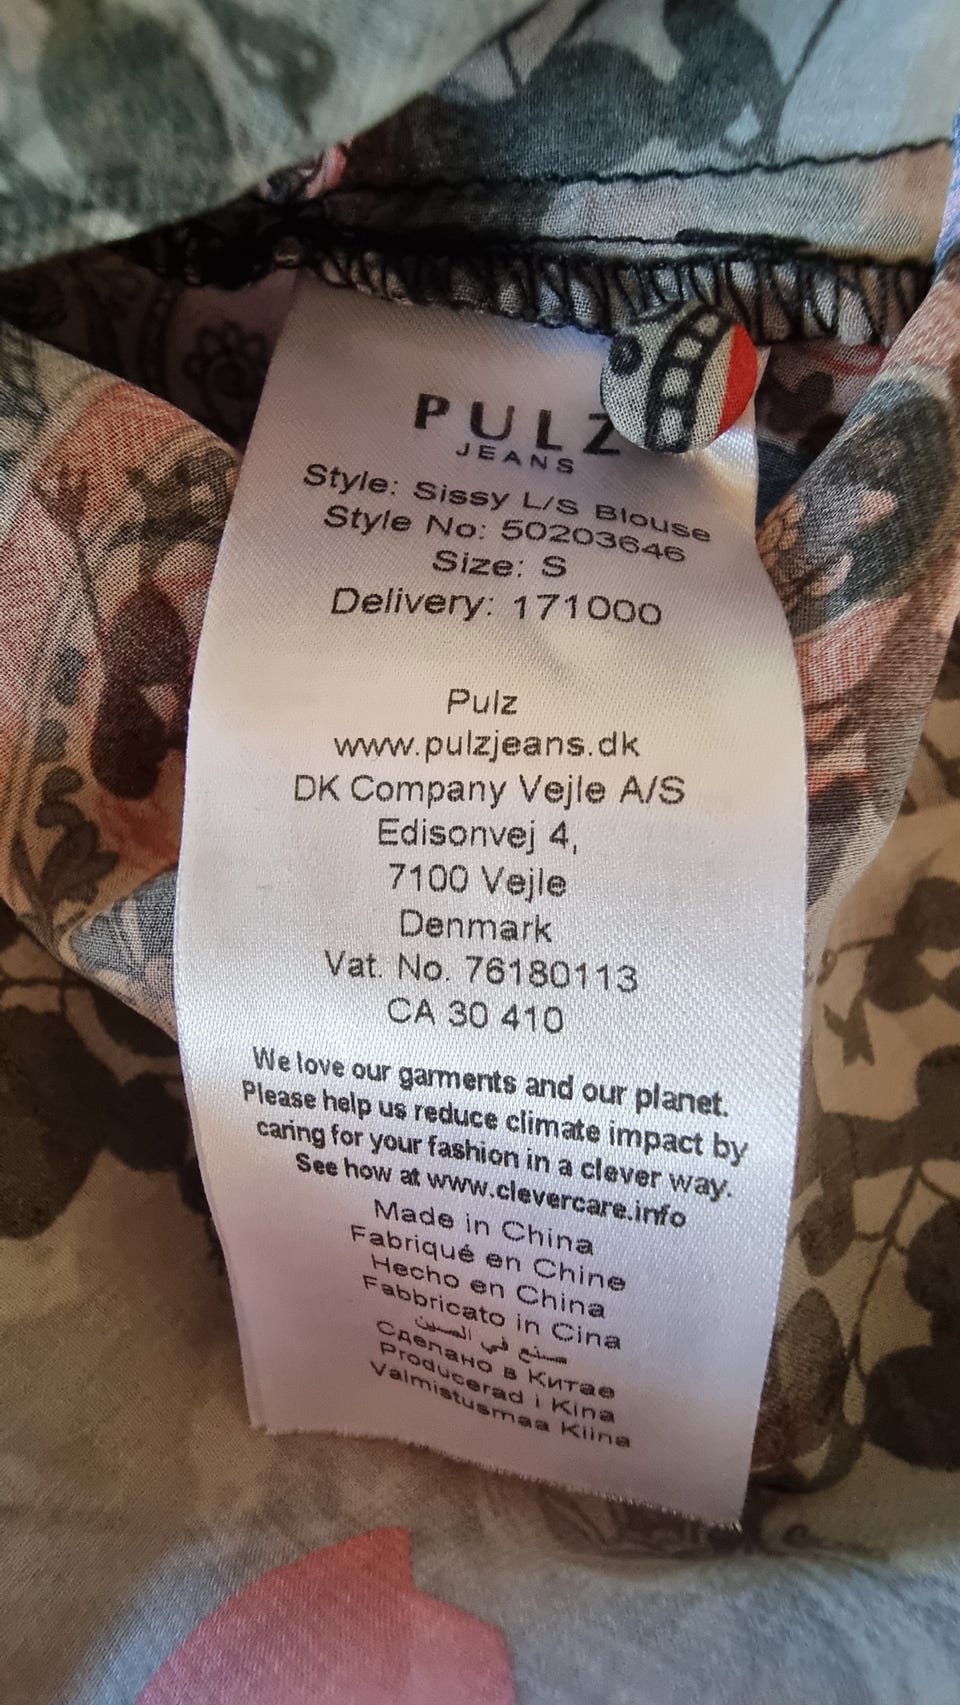 PULZ
JEANS
Style: Sissy L/S Blouse
Style No: 50203646
Size: S
Delivery: 171000
Pulz
www.pulzjeans.dk
DK Company Vejle A/S
Edisonvej 4,
7100 Vejle
Denmark
Vat. No. 76180113
CA 30 410
We love our garments and our planet.
Please help us reduce climate impact by
caring for your fashion in a clever way.
See how at www.clevercare.info
Made in China
Fabriqué en Chine
Hecho en China
Fabbricato in Cina
صنع في الصين
Сделано в Китае
Producerad i Kina
Valmistusmaa Kiina